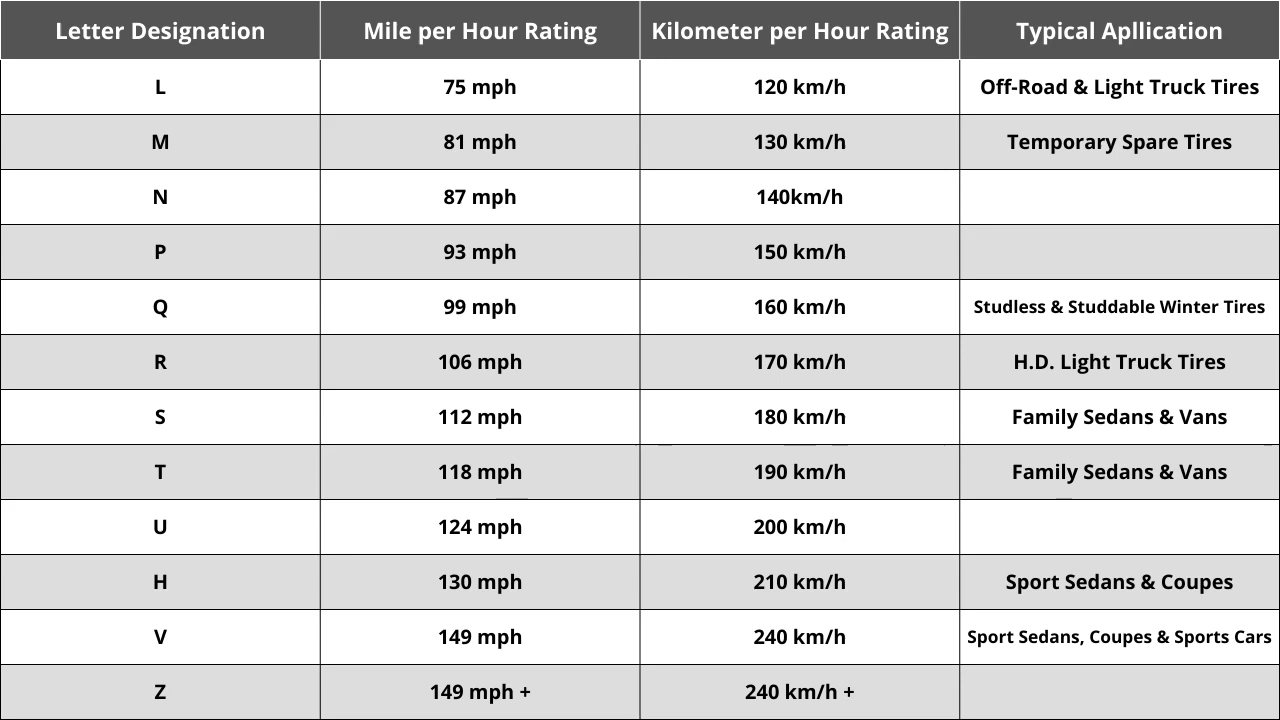 Letter Designation Mile per Hour Rating Kilometer per Hour Rating Typical Apllication
L 75 mph 120 km/h Off-Road & Light Truck Tires
M 81 mph 130 km/h Temporary Spare Tires
N 87 mph 140km/h
P 93 mph 150 km/h
Q 99 mph 160 km/h Studless & Studdable Winter Tires
R 106 mph 170 km/h H.D. Light Truck Tires
S 112 mph 180 km/h Family Sedans & Vans
T 118 mph 190 km/h Family Sedans & Vans
U 124 mph 200 km/h
H 130 mph 210 km/h Sport Sedans & Coupes
V 149 mph 240 km/h Sport Sedans, Coupes & Sports Cars
Z 149 mph + 240 km/h +